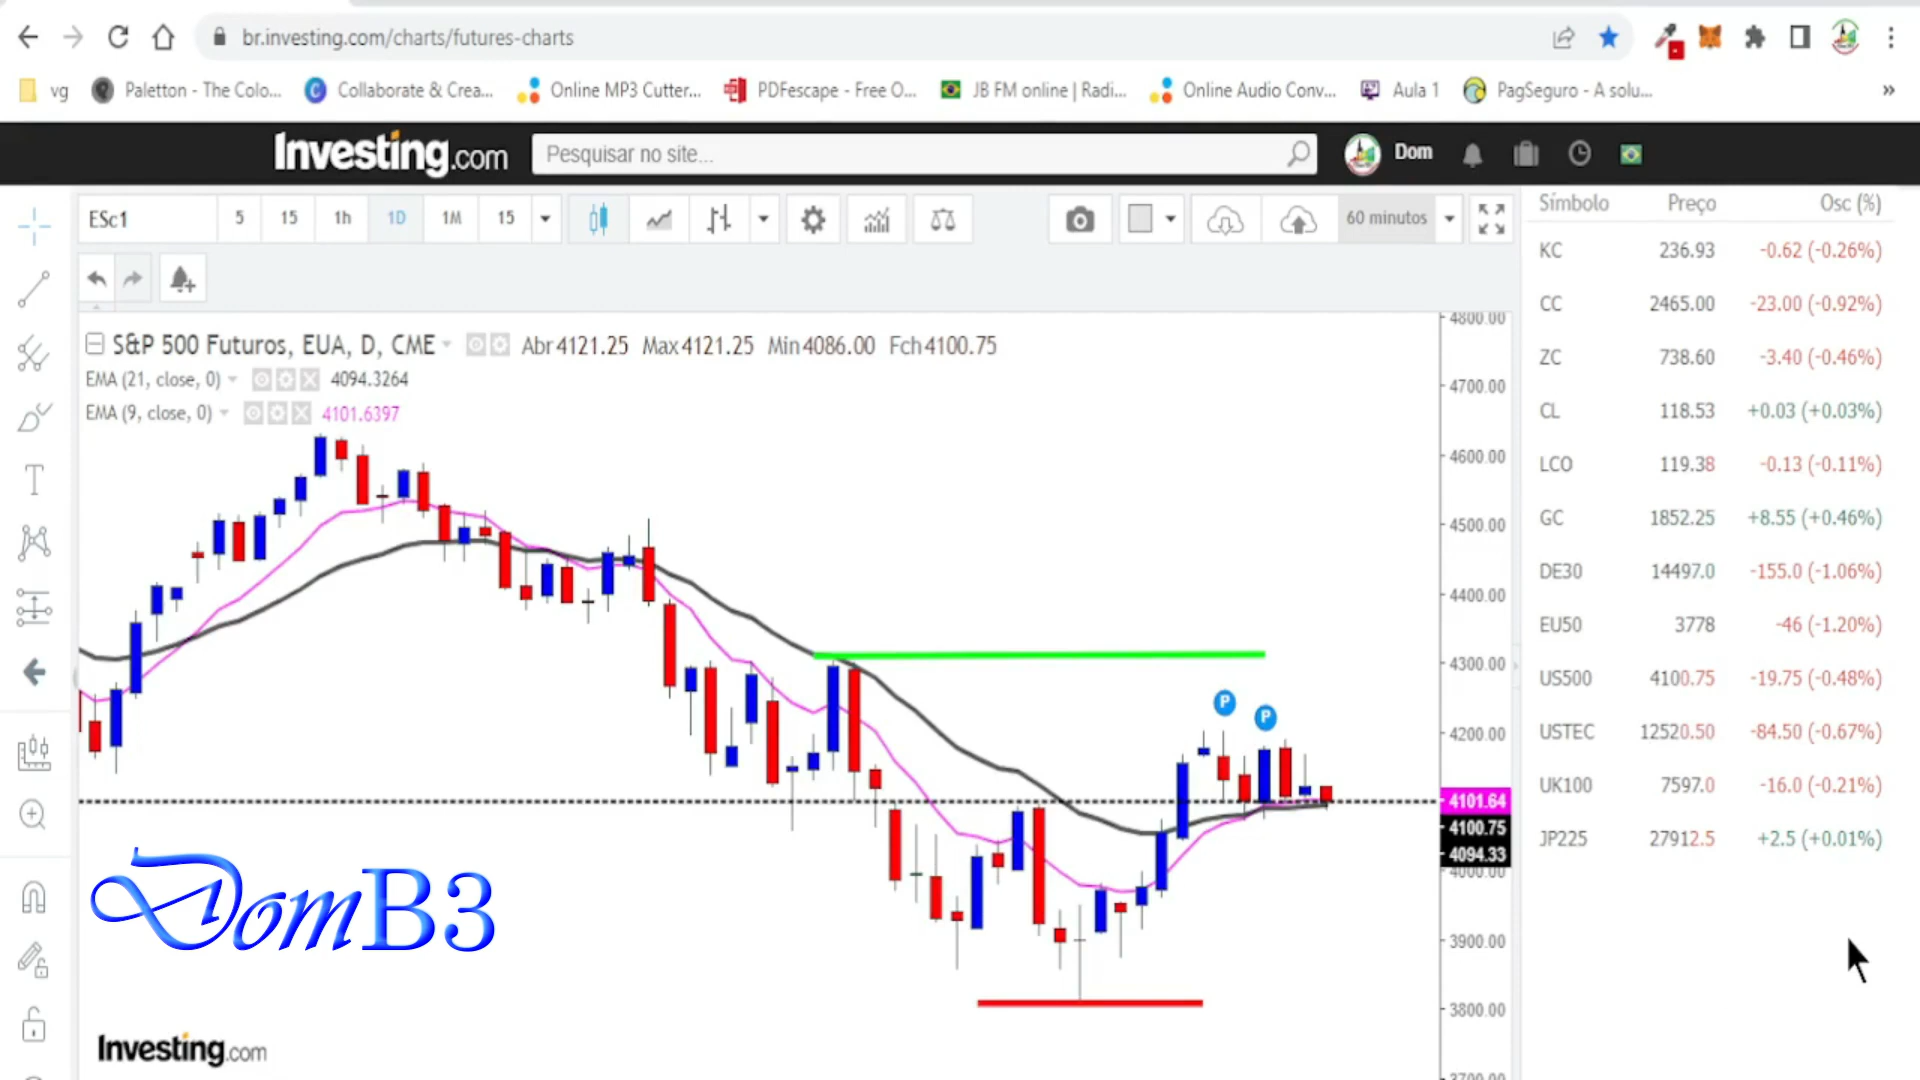 br.investing.com/charts/futures-charts
vg Paletton - The Colo... Collaborate & Crea... Online MP3 Cutter... PDFescape - Free O... JB FM online | Radi... Online Audio Conv... Aula 1 PagSeguro - A solu... »
Investing.com Pesquisar no site... Dom
ESc1 5 15 1h 1D 1M 15 60 minutos
S&P 500 Futuros, EUA, D, CME Abr4121.25 Max4121.25 Min4086.00 Fch4100.75
EMA (21, close, 0) 4094.3264
EMA (9, close, 0) 4101.6397
4800.00
4700.00
4600.00
4500.00
4400.00
4300.00
4200.00
4101.64
4100.75
4094.33
4000.00
3900.00
3800.00
3700.00
P P
DomB3
Investing.com
Símbolo Preço Osc (%)
KC 236.93 -0.62 (-0.26%)
CC 2465.00 -23.00 (-0.92%)
ZC 738.60 -3.40 (-0.46%)
CL 118.53 +0.03 (+0.03%)
LCO 119.38 -0.13 (-0.11%)
GC 1852.25 +8.55 (+0.46%)
DE30 14497.0 -155.0 (-1.06%)
EU50 3778 -46 (-1.20%)
US500 4100.75 -19.75 (-0.48%)
USTEC 12520.50 -84.50 (-0.67%)
UK100 7597.0 -16.0 (-0.21%)
JP225 27912.5 +2.5 (+0.01%)